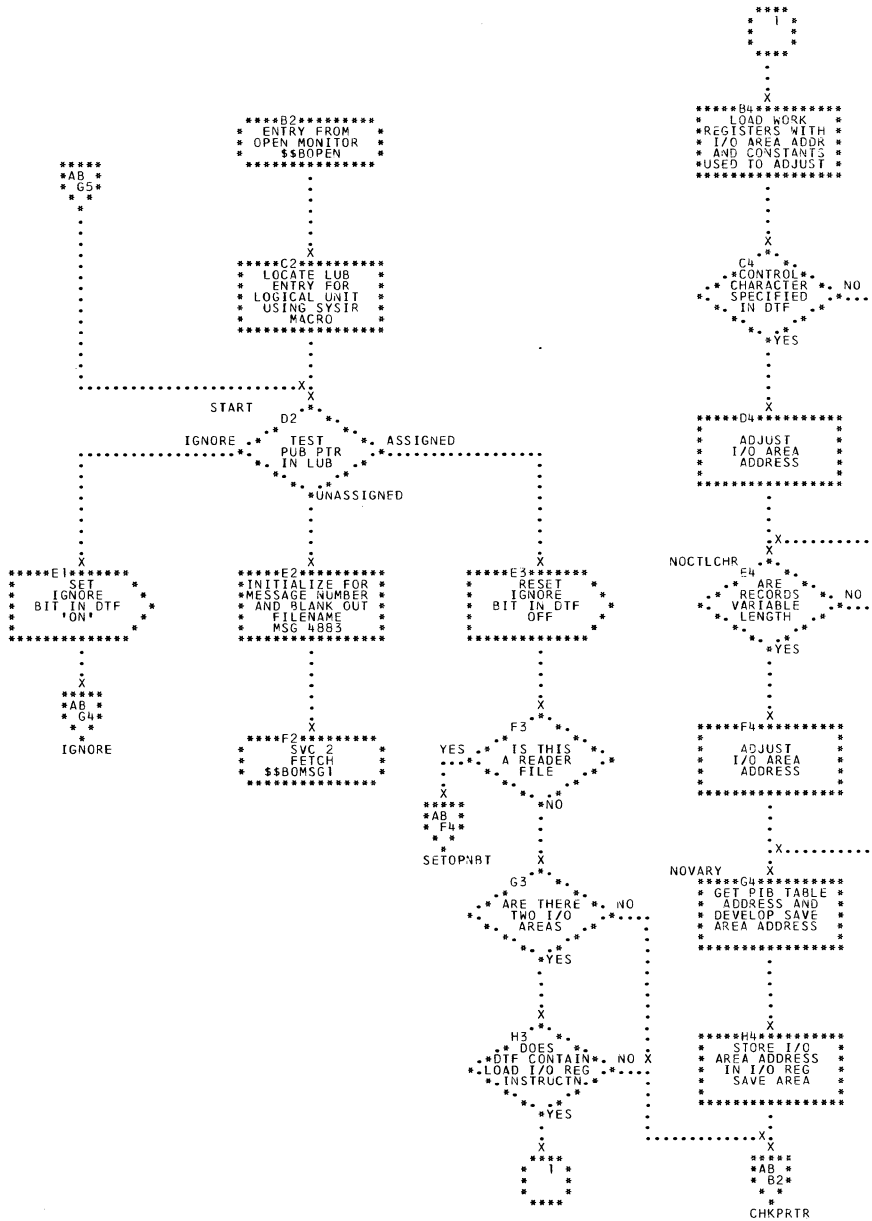 B2
ENTRY FROM
OPEN MONITOR
$$BOPEN
AB
G5
C2
LOCATE LUB
ENTRY FOR
LOGICAL UNIT
USING SYSIR
MACRO
START
D2
TEST
PUB PTR
IN LUB
IGNORE
ASSIGNED
UNASSIGNED
E1
SET
IGNORE
BIT IN DTF
'ON'
AB
G4
IGNORE
E2
INITIALIZE FOR
MESSAGE NUMBER
AND BLANK OUT
FILENAME
MSG 4883
F2
SVC 2
FETCH
$$BOMSG1
E3
RESET
IGNORE
BIT IN DTF
OFF
F3
IS THIS
A READER
FILE
YES
NO
AB
F4
SETOPNBT
G3
ARE THERE
TWO I/O
AREAS
NO
YES
H3
DOES
DTF CONTAIN
LOAD I/O REG
INSTRUCTN.
NO
YES
1
1
B4
LOAD WORK
REGISTERS WITH
I/O AREA ADDR
AND CONSTANTS
USED TO ADJUST
C4
CONTROL
CHARACTER
SPECIFIED
IN DTF
NO
YES
D4
ADJUST
I/O AREA
ADDRESS
NOCTLCHR
E4
ARE
RECORDS
VARIABLE
LENGTH
NO
YES
F4
ADJUST
I/O AREA
ADDRESS
NOVARY
G4
GET PIB TABLE
ADDRESS AND
DEVELOP SAVE
AREA ADDRESS
H4
STORE I/O
AREA ADDRESS
IN I/O REG
SAVE AREA
AB
B2
CHKPRTR